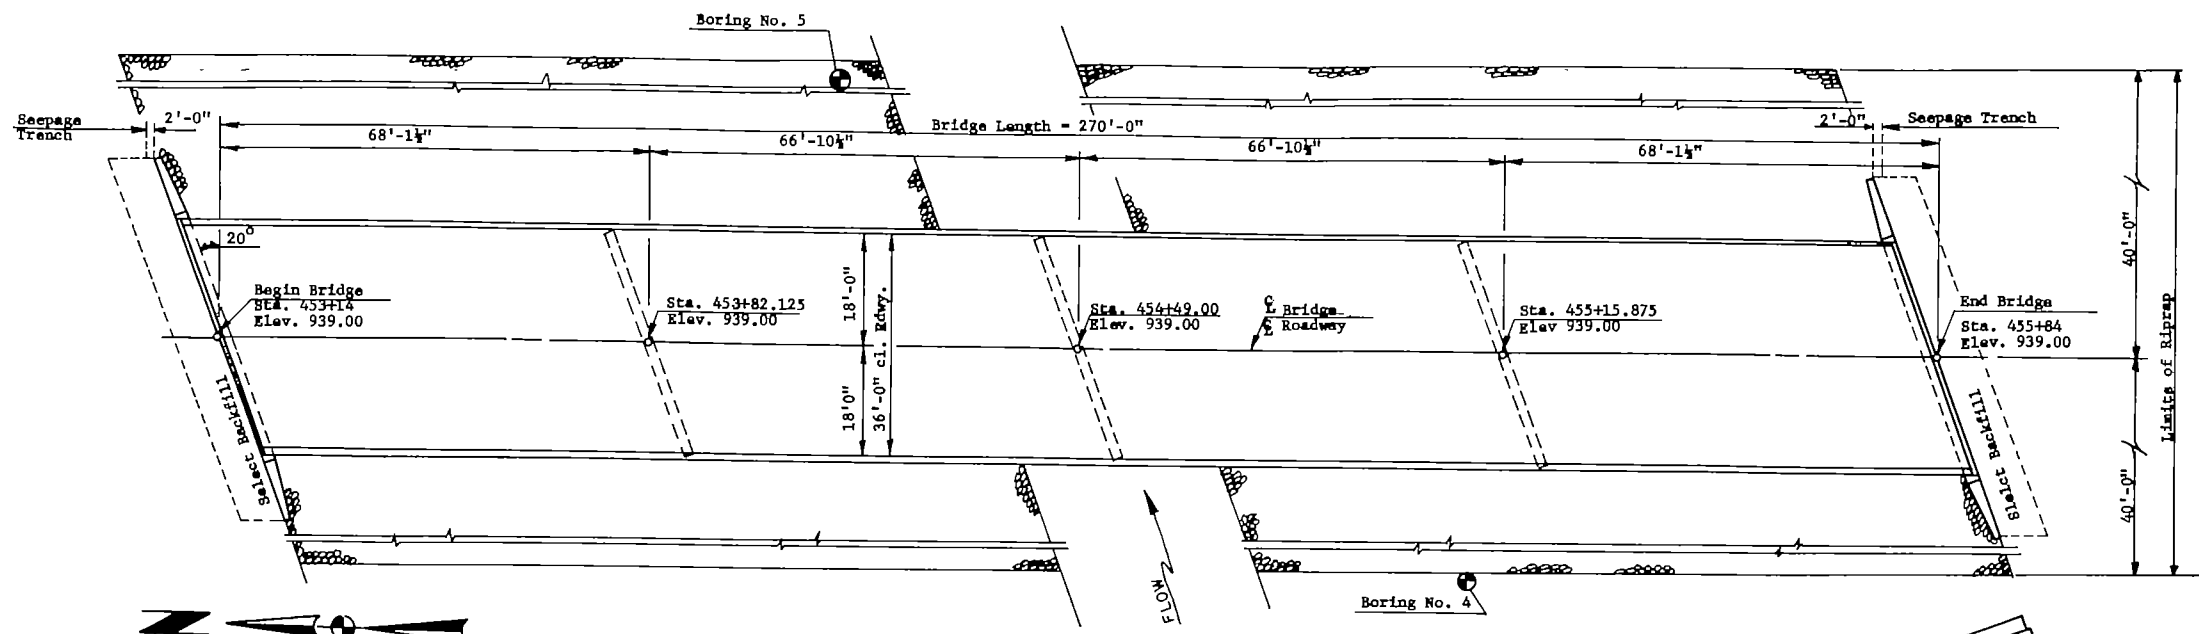 Boring No. 5
Seepage
Trench
2'-0"
Bridge Length = 270'-0"
68'-1½"
66'-10½"
66'-10½"
68'-1½"
2'-0"
Seepage Trench
20°
Begin Bridge
Sta. 453+14
Elev. 939.00
Sta. 453+82.125
Elev. 939.00
18'-0"
18'0"
36'-0" cl. Rdwy.
Sta. 454+49.00
Elev. 939.00
℄ Bridge
℄ Roadway
Sta. 455+15.875
Elev 939.00
End Bridge
Sta. 455+84
Elev. 939.00
40'-0"
40'-0"
Limits of Riprap
Select Backfill
Slelct Backfill
FLOW
Boring No. 4
N